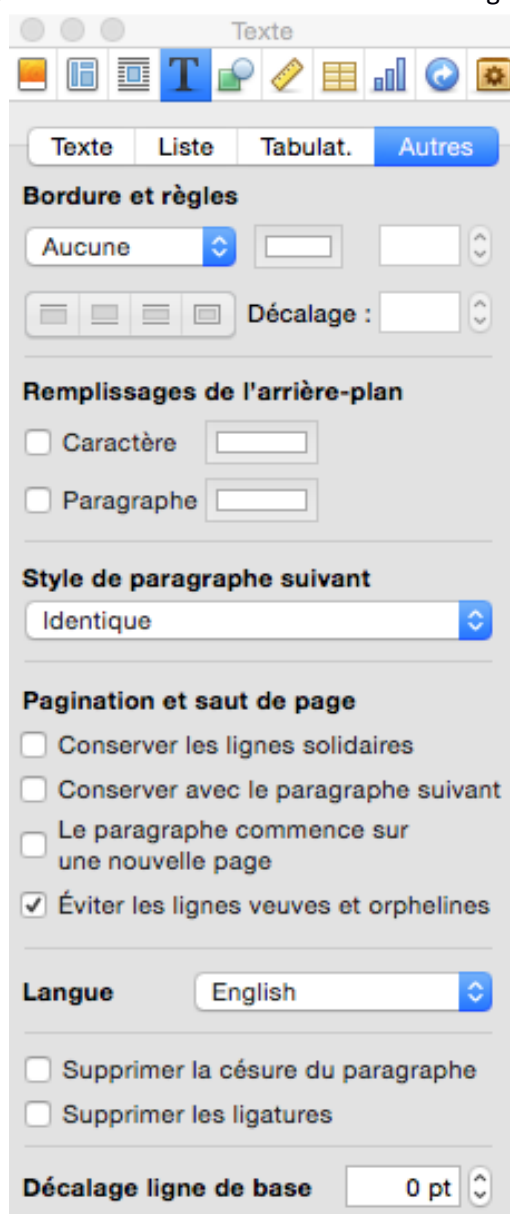 Texte
T
Texte Liste Tabulat. Autres
Bordure et règles
Aucune
Décalage :
Remplissages de l'arrière-plan
Caractère
Paragraphe
Style de paragraphe suivant
Identique
Pagination et saut de page
Conserver les lignes solidaires
Conserver avec le paragraphe suivant
Le paragraphe commence sur
une nouvelle page
Éviter les lignes veuves et orphelines
Langue English
Supprimer la césure du paragraphe
Supprimer les ligatures
Décalage ligne de base 0 pt